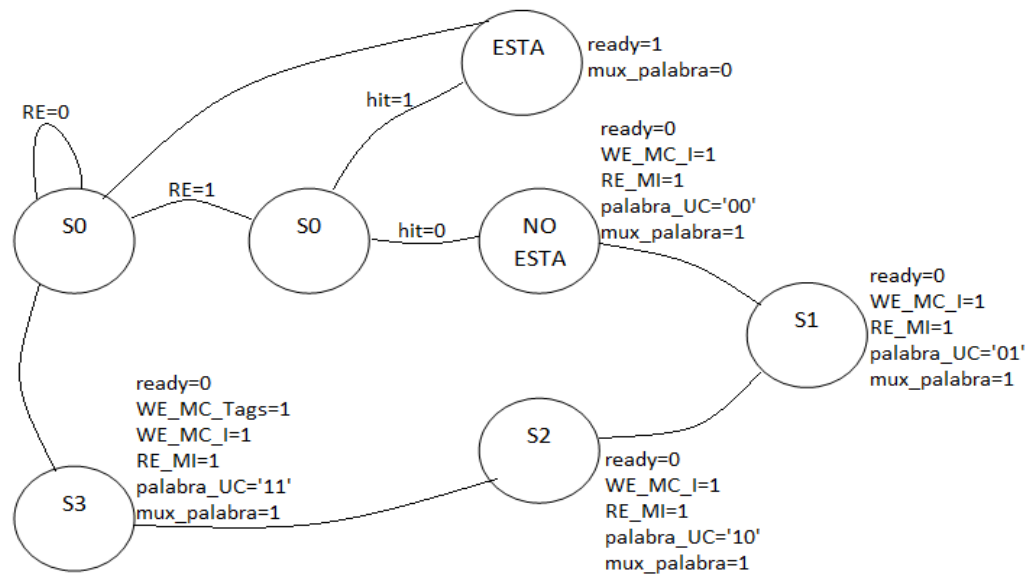 ESTA
ready=1
mux_palabra=0
hit=1
RE=0
ready=0
WE_MC_I=1
RE_MI=1
palabra_UC='00'
mux_palabra=1
RE=1
S0
S0
hit=0
NO
ESTA
ready=0
WE_MC_I=1
RE_MI=1
palabra_UC='01'
mux_palabra=1
S1
ready=0
WE_MC_Tags=1
WE_MC_I=1
RE_MI=1
palabra_UC='11'
mux_palabra=1
S3
S2
ready=0
WE_MC_I=1
RE_MI=1
palabra_UC='10'
mux_palabra=1